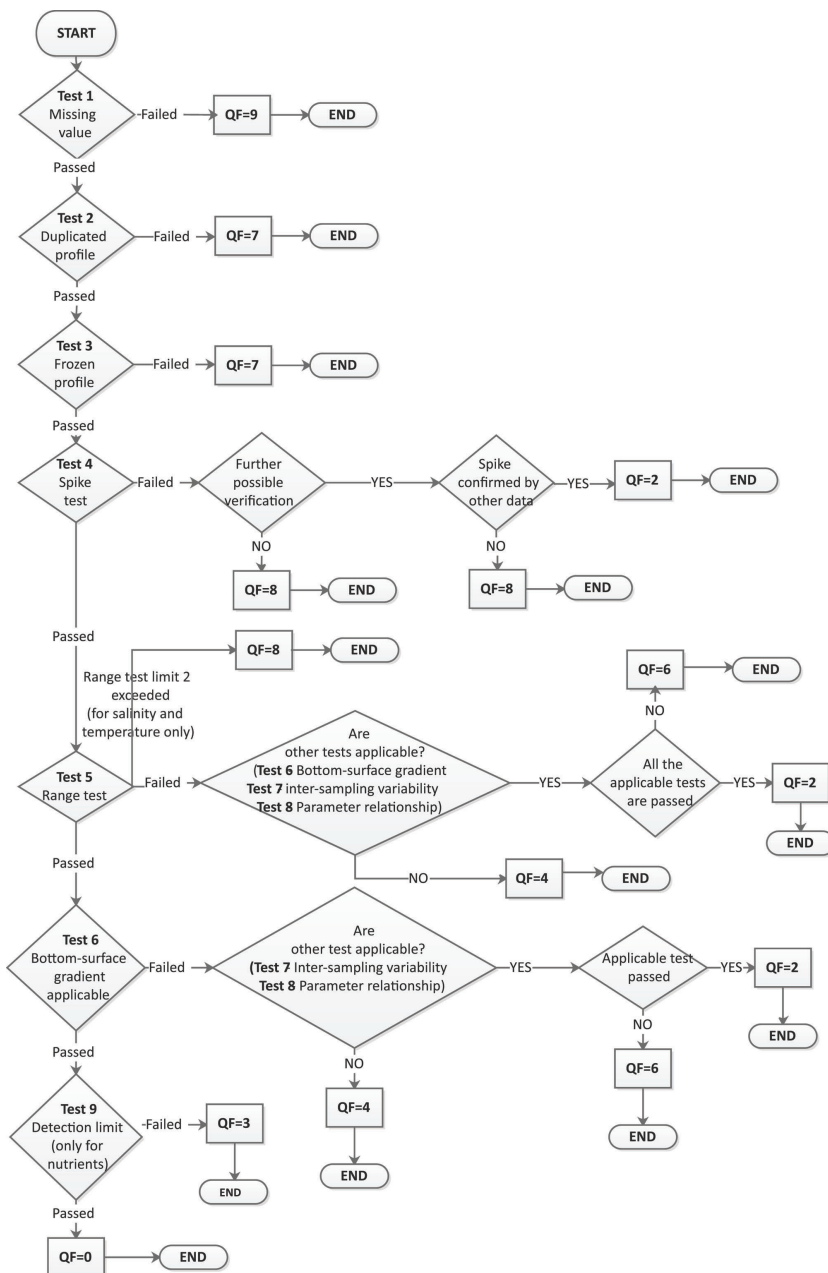 START
Test 1
Missing
value
Failed
QF=9
END
Passed
Test 2
Duplicated
profile
Failed
QF=7
END
Passed
Test 3
Frozen
profile
Failed
QF=7
END
Passed
Test 4
Spike
test
Failed
Further
possible
verification
YES
Spike
confirmed by
other data
YES
QF=2
END
NO
QF=8
END
NO
QF=8
END
Passed
Range test limit 2
exceeded
(for salinity and
temperature only)
QF=8
END
Test 5
Range test
Failed
Are
other tests applicable?
(Test 6 Bottom-surface gradient
Test 7 inter-sampling variability
Test 8 Parameter relationship)
YES
All the
applicable tests
are passed
NO
QF=6
END
YES
QF=2
END
NO
QF=4
END
Passed
Test 6
Bottom-surface
gradient
applicable
Failed
Are
other test applicable?
(Test 7 Inter-sampling variability
Test 8 Parameter relationship)
YES
Applicable test
passed
YES
QF=2
END
NO
QF=6
END
NO
QF=4
END
Passed
Test 9
Detection limit
(only for
nutrients)
Failed
QF=3
END
Passed
QF=0
END